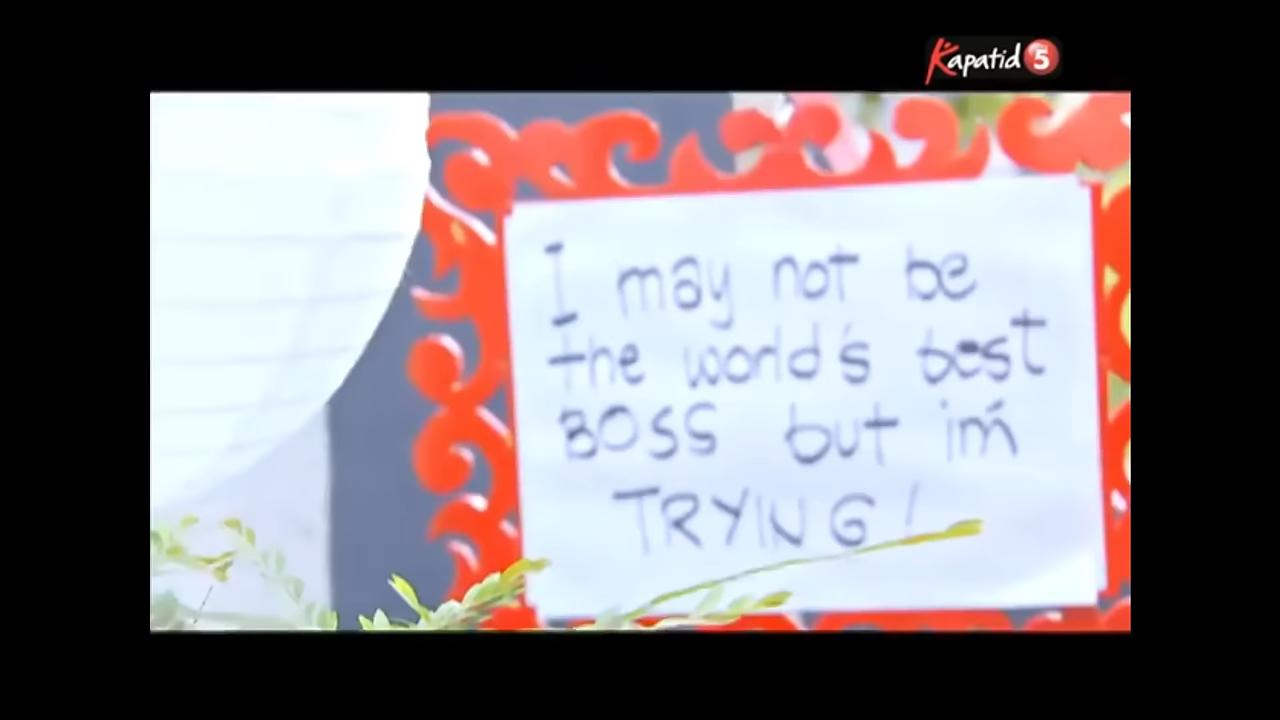 Kapatid 5
I may not be
the world's best
BOSS but im'
TRYING!